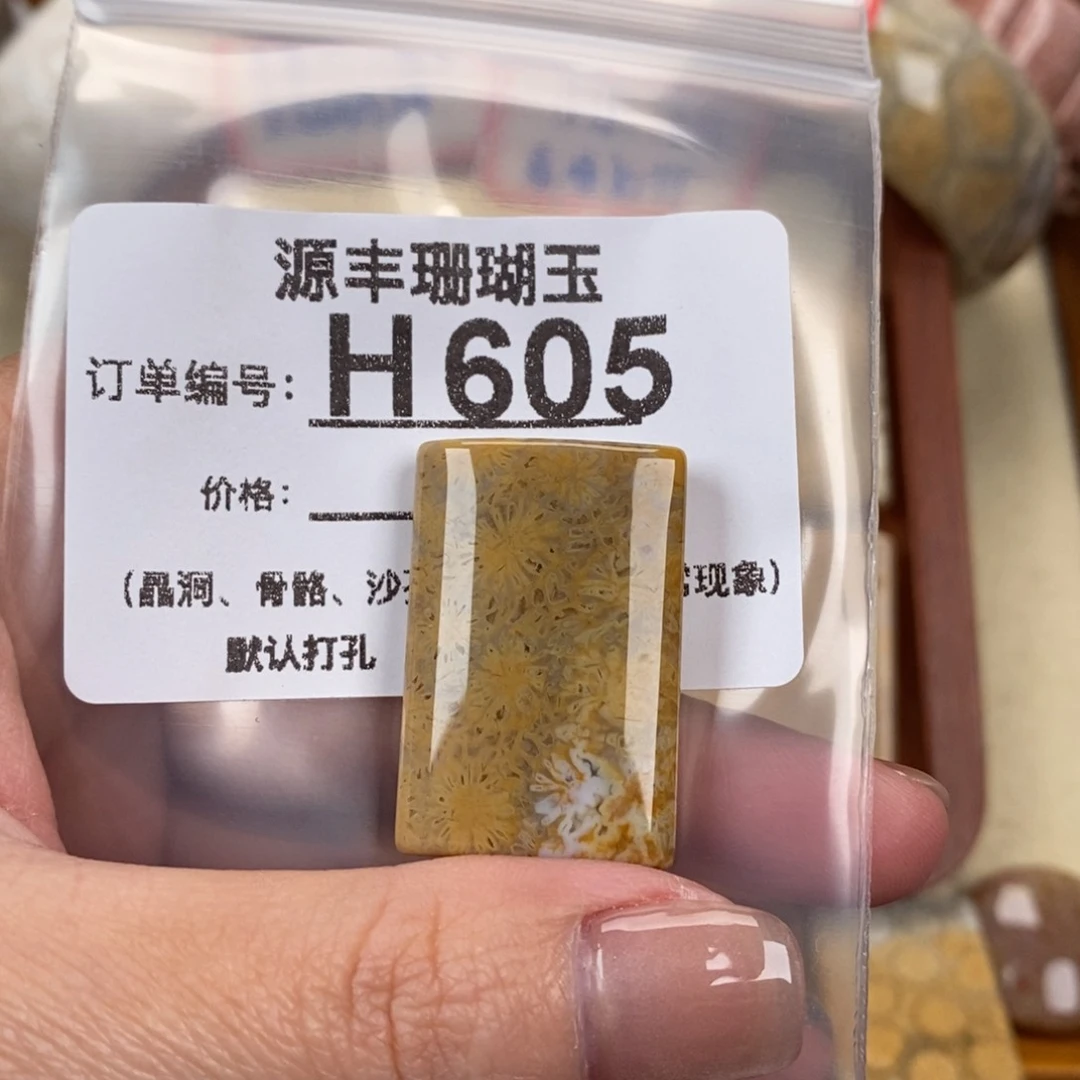 源丰珊瑚玉
订单编号: H605
价格:
(晶洞、骨骼、沙 现象)
默认打孔